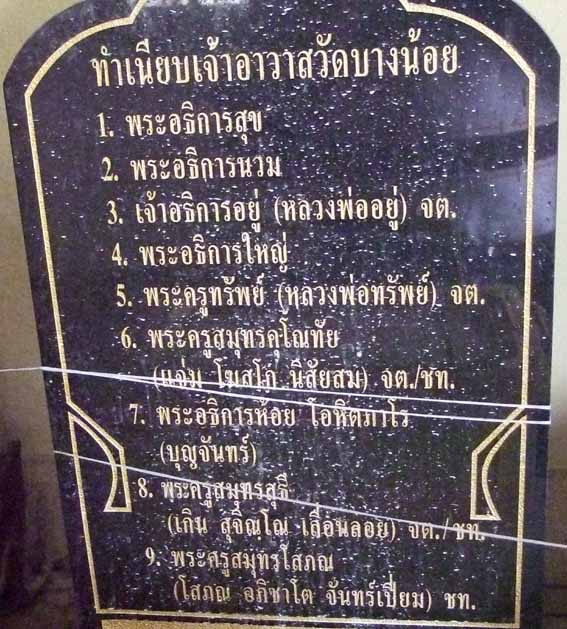 ทำเนียบเจ้าอาวาสวัดบางน้อย
1. พระอธิการสุข
2. พระอธิการนวม
3. เจ้าอธิการอยู่ (หลวงพ่ออยู่) จต.
4. พระอธิการใหญ่
5. พระครูทรัพย์ (หลวงพ่อทรัพย์) จต.
6. พระครูสมุทรคุโณทัย
(แจ่ม โฆสโก นิสัยสม) จต./ชท.
7. พระอธิการห้อย โอหิตภาโร
(บุญจันทร์)
8. พระครูสมุทรสุธี
(เกิน สุจิณฺโณ เลื่อนลอย) จต./ชท.
9. พระครูสมุทรโสภณ
(โสภณ อภิชาโต จันทร์เปี่ยม) ชท.